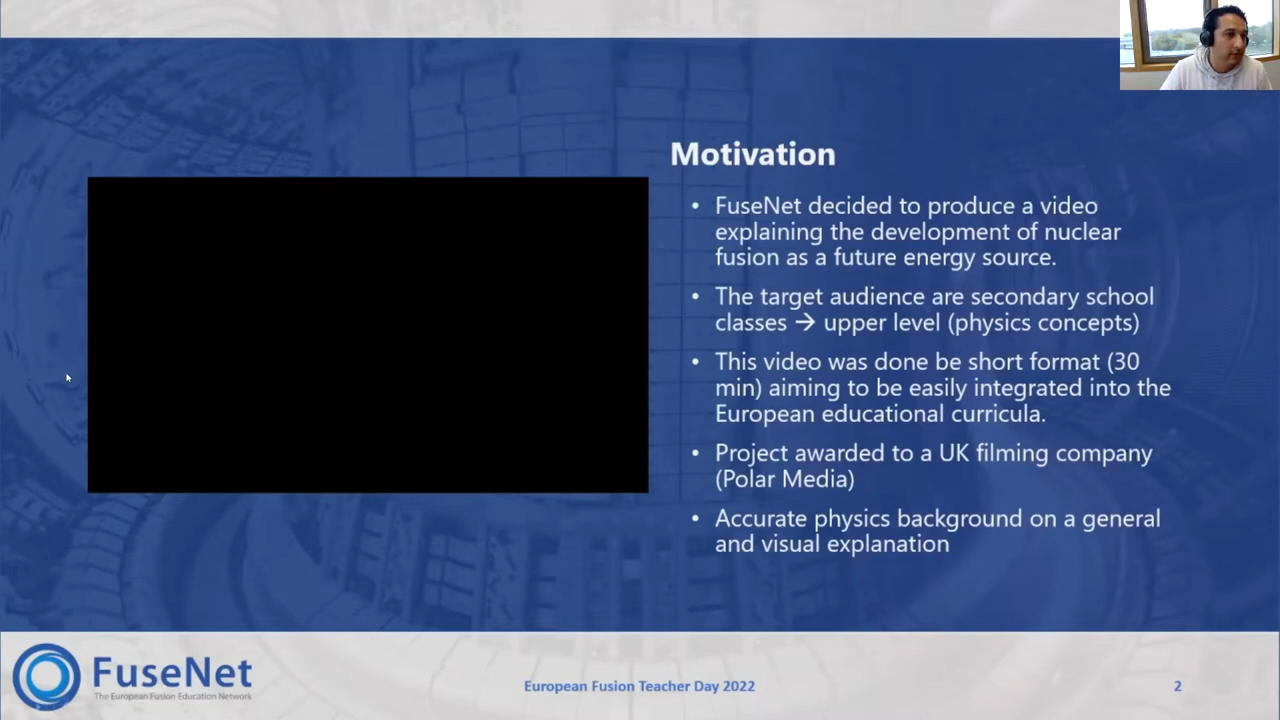 Motivation
• FuseNet decided to produce a video
explaining the development of nuclear
fusion as a future energy source.
• The target audience are secondary school
classes → upper level (physics concepts)
• This video was done be short format (30
min) aiming to be easily integrated into the
European educational curricula.
• Project awarded to a UK filming company
(Polar Media)
• Accurate physics background on a general
and visual explanation
FuseNet
The European Fusion Education Network
European Fusion Teacher Day 2022
2